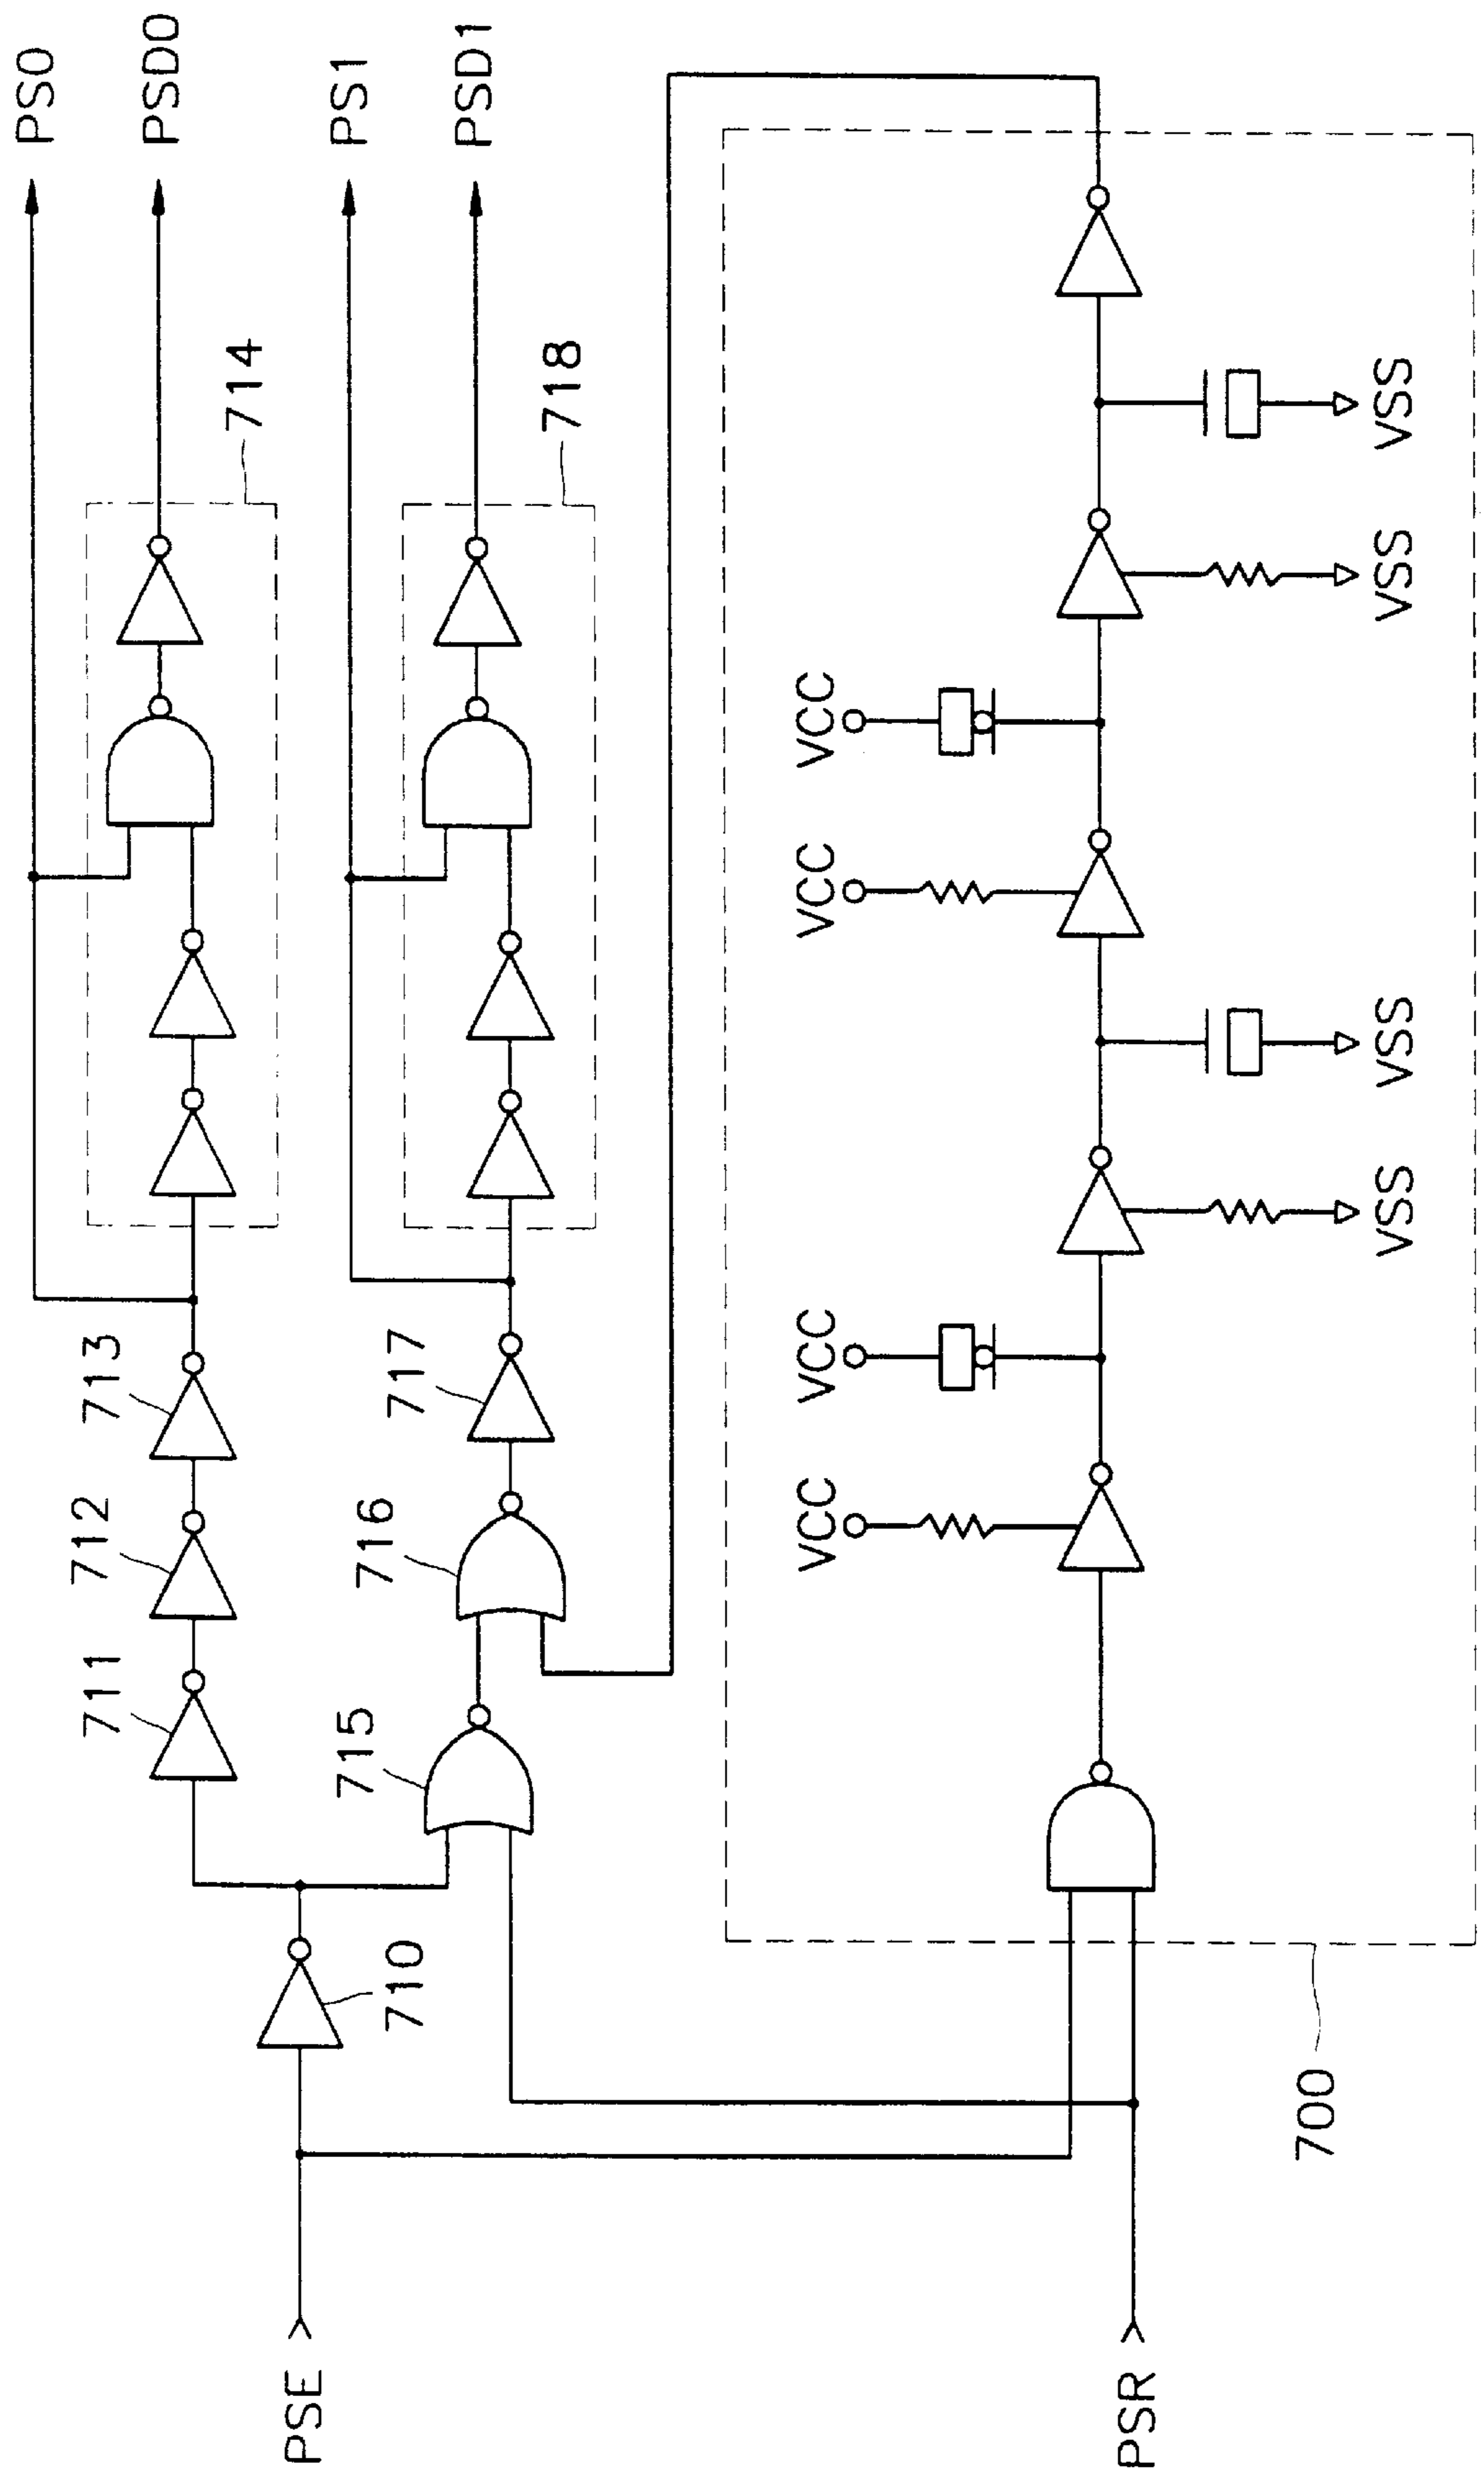 PS0
PSD0
PS1
PSD1
714
718
711
712
713
710
715
716
717
VCC
VCC
VCC
VCC
VSS
VSS
VSS
VSS
PSE
PSR
700